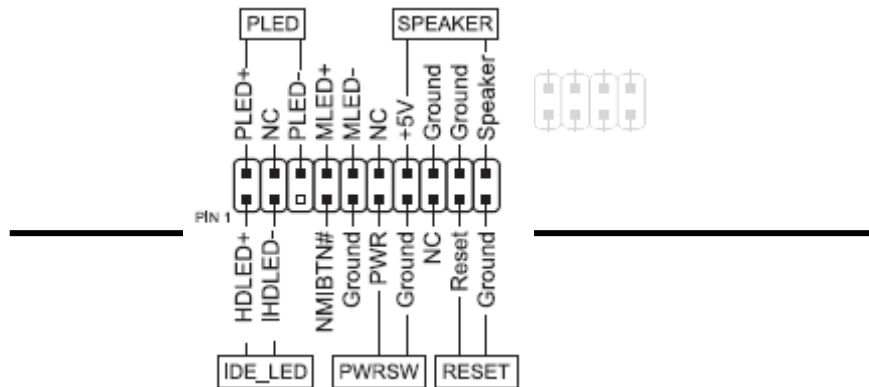 PLED SPEAKER
PLED+ NC PLED- MLED+ MLED- NC +5V Ground Ground Speaker
PIN 1
HDLED+ IHDLED- NMIBTN# Ground PWR Ground NC Reset Ground
IDE_LED PWRSW RESET